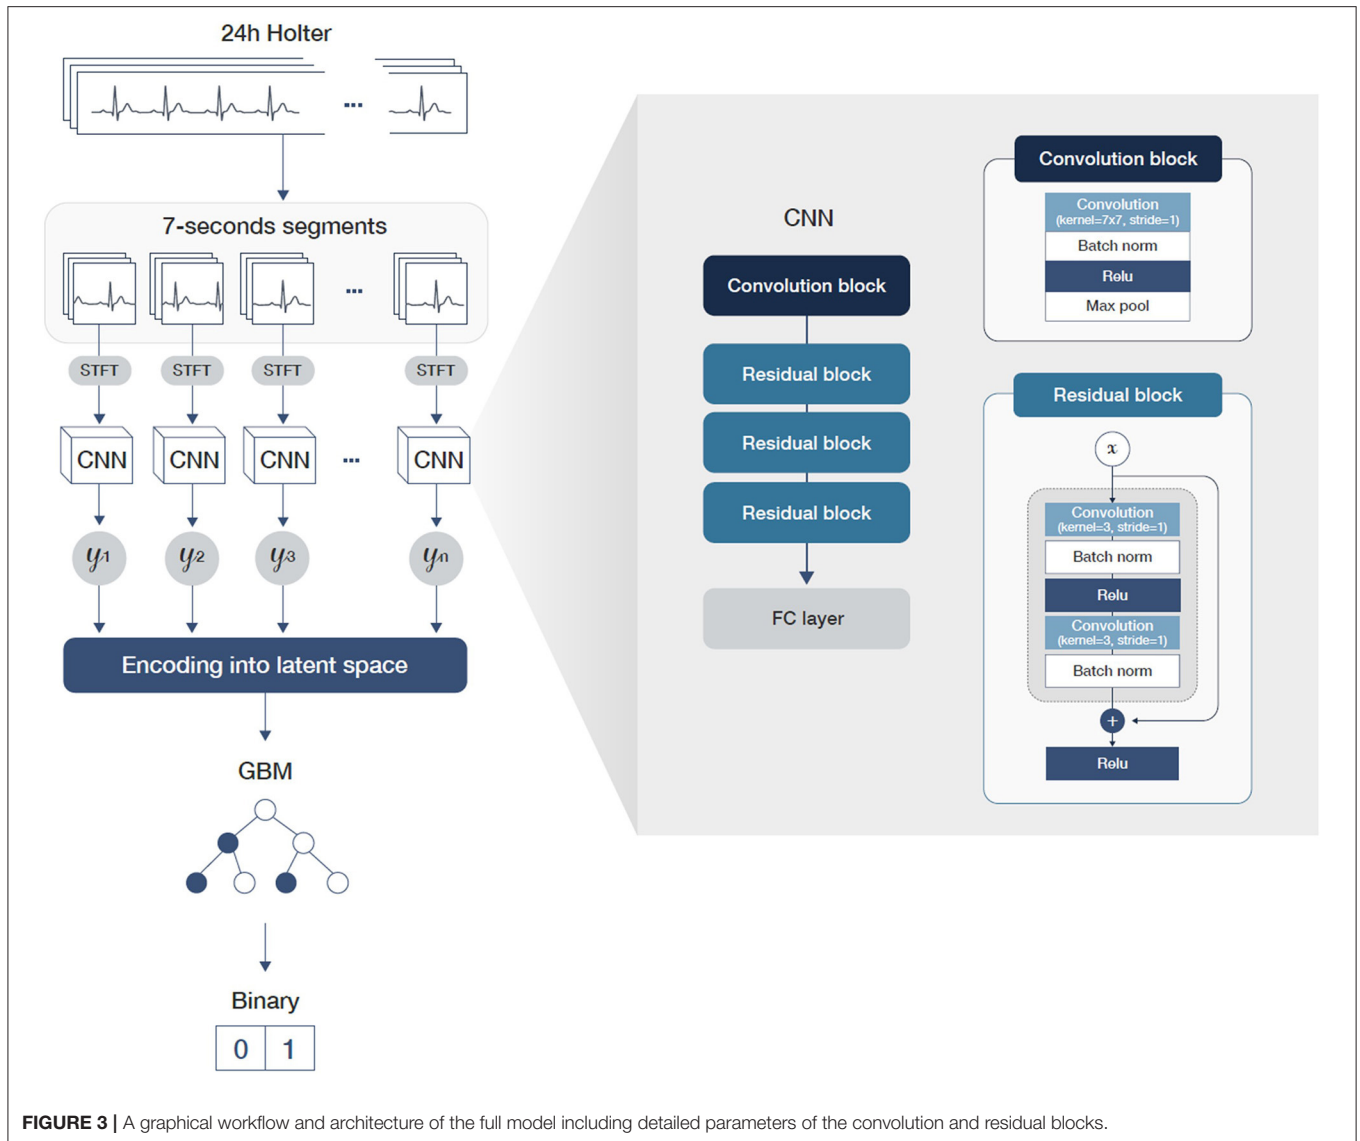 24h Holter
...
7-seconds segments
...
STFT STFT STFT STFT
CNN CNN CNN ... CNN
y1 y2 y3 yn
Encoding into latent space
GBM
Binary
0 1
CNN
Convolution block
Residual block
Residual block
Residual block
FC layer
Convolution block
Convolution
(kernel=7x7, stride=1)
Batch norm
Relu
Max pool
Residual block
x
Convolution
(kernel=3, stride=1)
Batch norm
Relu
Convolution
(kernel=3, stride=1)
Batch norm
+
Relu
FIGURE 3 | A graphical workflow and architecture of the full model including detailed parameters of the convolution and residual blocks.